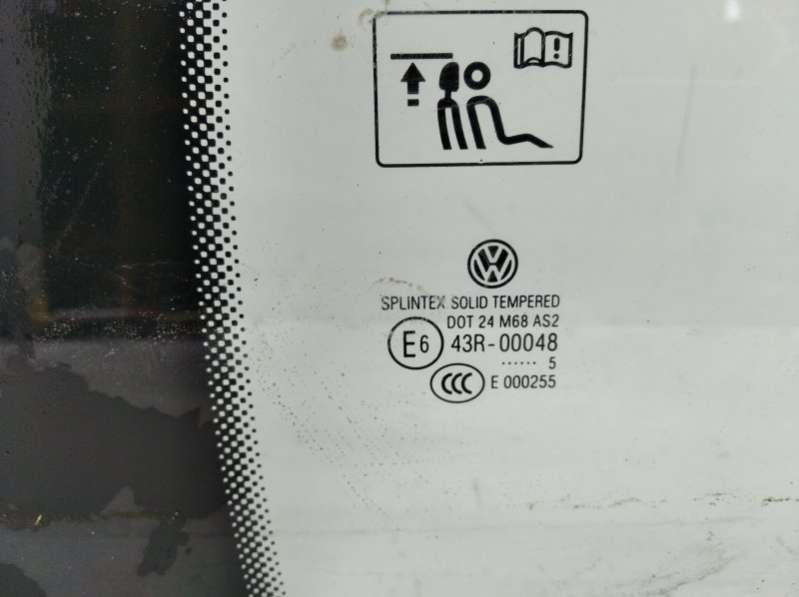 VW
SPLINTEX SOLID TEMPERED
DOT 24 M68 AS2
E6 43R-00048
...... 5
CCC E 000255